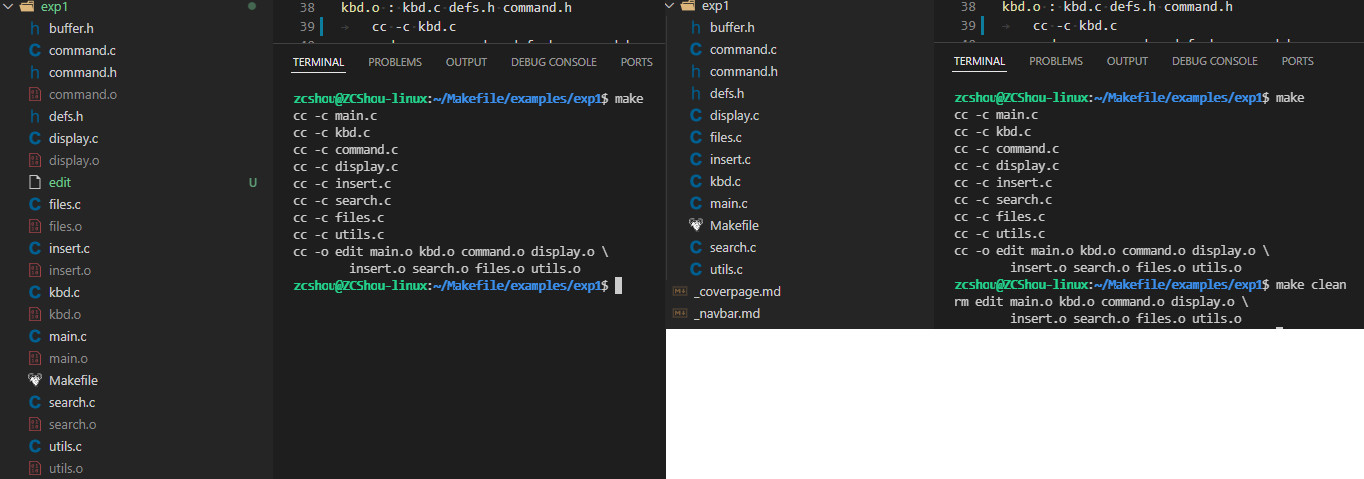 exp1
buffer.h
command.c
command.h
command.o
defs.h
display.c
display.o
edit U
files.c
files.o
insert.c
insert.o
kbd.c
kbd.o
main.c
main.o
Makefile
search.c
search.o
utils.c
utils.o
38 kbd.o : kbd.c defs.h command.h
39 cc -c kbd.c
TERMINAL PROBLEMS OUTPUT DEBUG CONSOLE PORTS
zcshou@ZCShou-linux:~/Makefile/examples/exp1$ make
cc -c main.c
cc -c kbd.c
cc -c command.c
cc -c display.c
cc -c insert.c
cc -c search.c
cc -c files.c
cc -c utils.c
cc -o edit main.o kbd.o command.o display.o \
insert.o search.o files.o utils.o
zcshou@ZCShou-linux:~/Makefile/examples/exp1$
exp1
buffer.h
command.c
command.h
defs.h
display.c
files.c
insert.c
kbd.c
main.c
Makefile
search.c
utils.c
_coverpage.md
_navbar.md
38 kbd.o : kbd.c defs.h command.h
39 cc -c kbd.c
TERMINAL PROBLEMS OUTPUT DEBUG CONSOLE PORTS
zcshou@ZCShou-linux:~/Makefile/examples/exp1$ make
cc -c main.c
cc -c kbd.c
cc -c command.c
cc -c display.c
cc -c insert.c
cc -c search.c
cc -c files.c
cc -c utils.c
cc -o edit main.o kbd.o command.o display.o \
insert.o search.o files.o utils.o
zcshou@ZCShou-linux:~/Makefile/examples/exp1$ make clean
rm edit main.o kbd.o command.o display.o \
insert.o search.o files.o utils.o